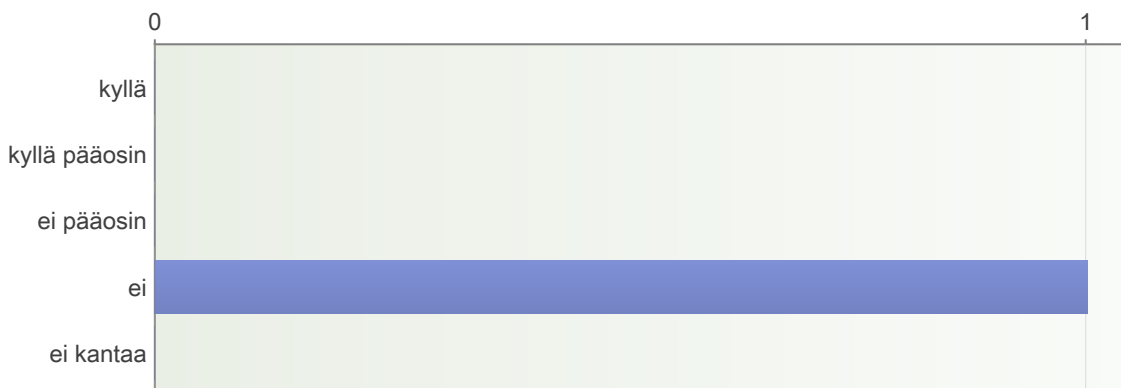 0 1
kyllä
kyllä pääosin
ei pääosin
ei
ei kantaa